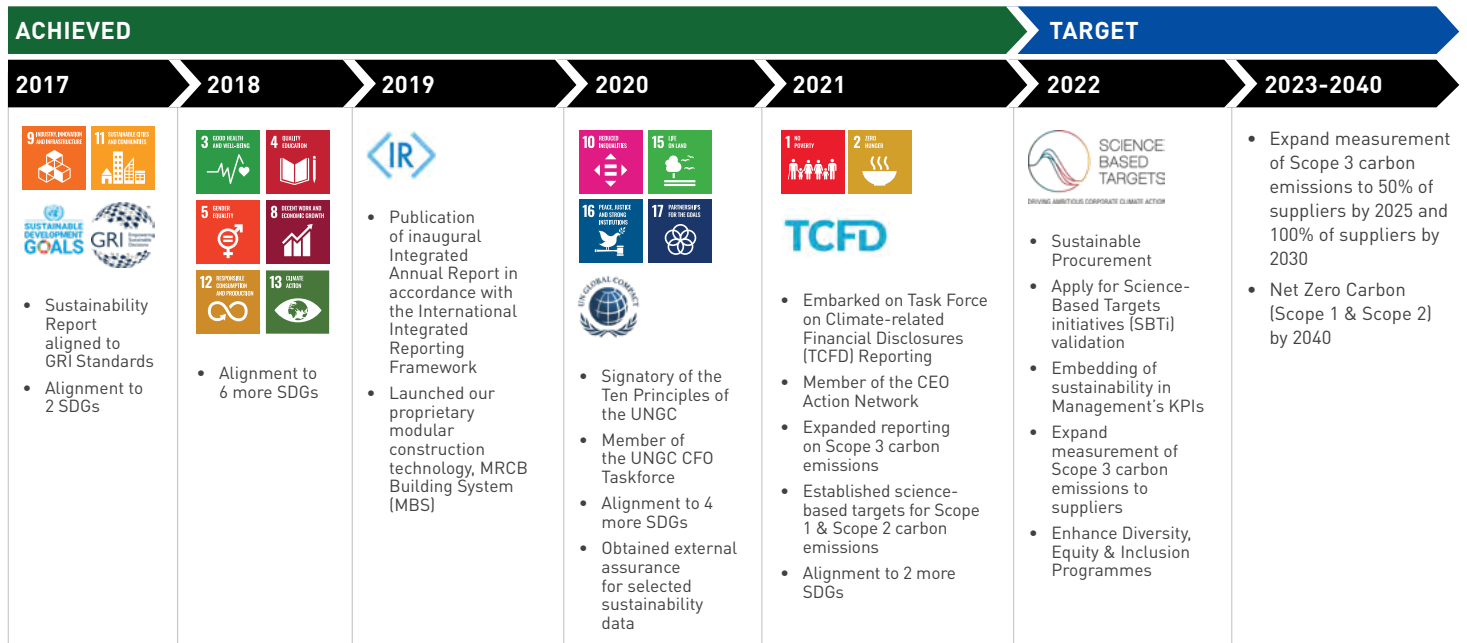 ACHIEVED
TARGET
2017
2018
2019
2020
2021
2022
2023-2040
9 INDUSTRY, INNOVATION
AND INFRASTRUCTURE
11 SUSTAINABLE CITIES
AND COMMUNITIES
SUSTAINABLE
DEVELOPMENT
GOALS
GRI
Empowering
Sustainable
Decisions
• Sustainability
Report
aligned to
GRI Standards
• Alignment to
2 SDGs
3 GOOD HEALTH
AND WELL-BEING
4 QUALITY
EDUCATION
5 GENDER
EQUALITY
8 DECENT WORK AND
ECONOMIC GROWTH
12 RESPONSIBLE
CONSUMPTION
AND PRODUCTION
13 CLIMATE
ACTION
• Alignment to
6 more SDGs
<IR>
• Publication
of inaugural
Integrated
Annual Report in
accordance with
the International
Integrated
Reporting
Framework
• Launched our
proprietary
modular
construction
technology, MRCB
Building System
(MBS)
10 REDUCED
INEQUALITIES
15 LIFE
ON LAND
16 PEACE, JUSTICE
AND STRONG
INSTITUTIONS
17 PARTNERSHIPS
FOR THE GOALS
UN GLOBAL COMPACT
• Signatory of the
Ten Principles of
the UNGC
• Member of
the UNGC CFO
Taskforce
• Alignment to 4
more SDGs
• Obtained external
assurance
for selected
sustainability
data
1 NO
POVERTY
2 ZERO
HUNGER
TCFD
• Embarked on Task Force
on Climate-related
Financial Disclosures
(TCFD) Reporting
• Member of the CEO
Action Network
• Expanded reporting
on Scope 3 carbon
emissions
• Established science-
based targets for Scope
1 & Scope 2 carbon
emissions
• Alignment to 2 more
SDGs
SCIENCE
BASED
TARGETS
DRIVING AMBITIOUS CORPORATE CLIMATE ACTION
• Sustainable
Procurement
• Apply for Science-
Based Targets
initiatives (SBTi)
validation
• Embedding of
sustainability in
Management's KPIs
• Expand
measurement of
Scope 3 carbon
emissions to
suppliers
• Enhance Diversity,
Equity & Inclusion
Programmes
• Expand measurement
of Scope 3 carbon
emissions to 50% of
suppliers by 2025 and
100% of suppliers by
2030
• Net Zero Carbon
(Scope 1 & Scope 2)
by 2040